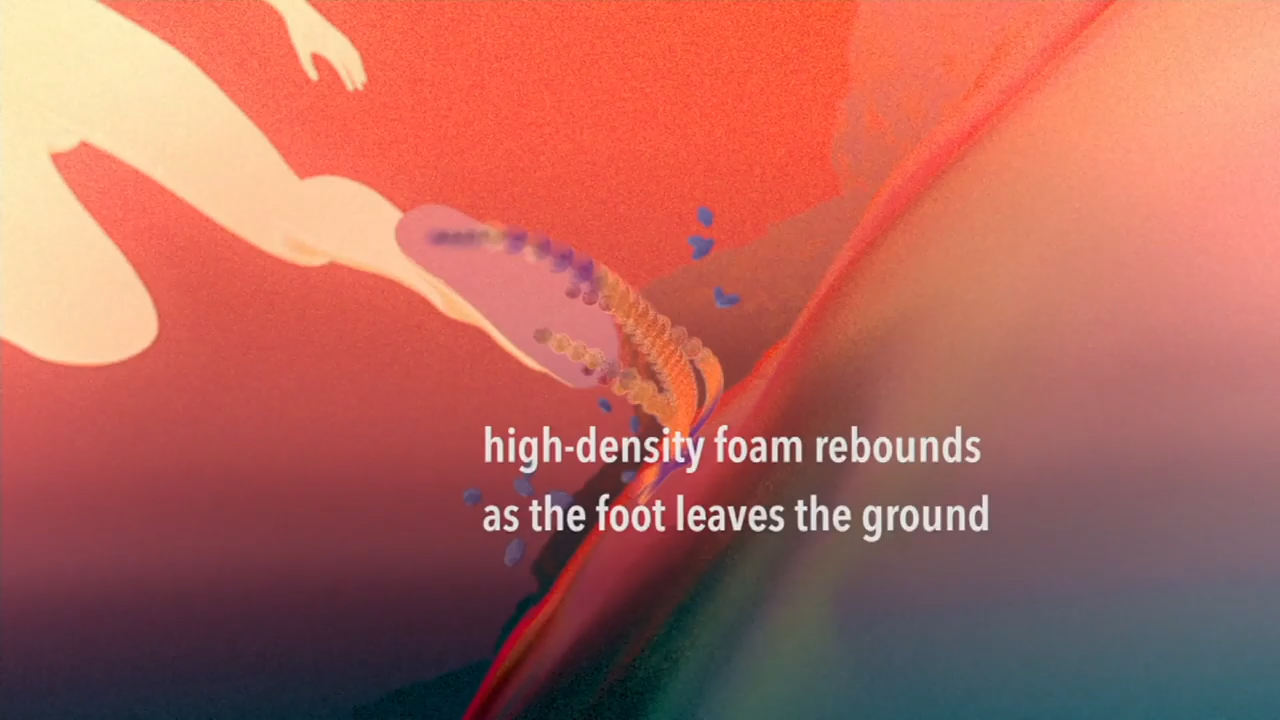 high-density foam rebounds
as the foot leaves the ground